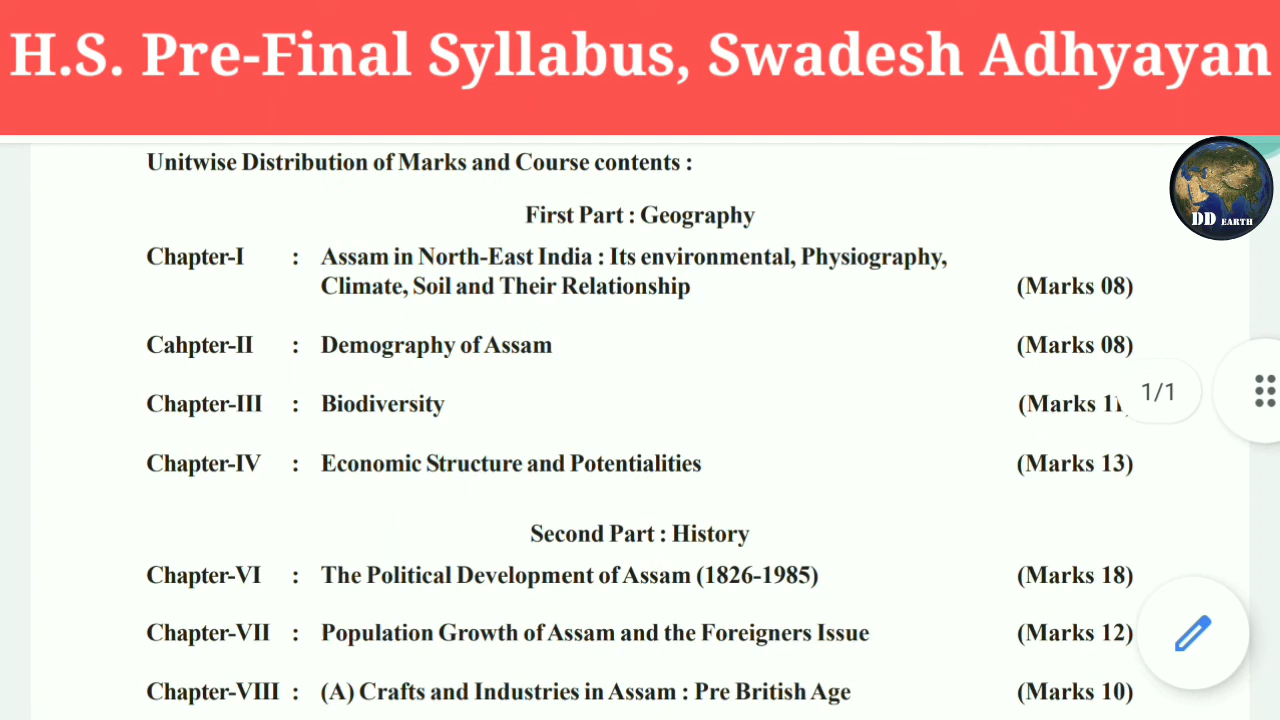 H.S. Pre-Final Syllabus, Swadesh Adhyayan
Unitwise Distribution of Marks and Course contents :
DD EARTH
First Part : Geography
Chapter-I : Assam in North-East India : Its environmental, Physiography,
Climate, Soil and Their Relationship (Marks 08)
Cahpter-II : Demography of Assam (Marks 08)
Chapter-III : Biodiversity (Marks
1/1
Chapter-IV : Economic Structure and Potentialities (Marks 13)
Second Part : History
Chapter-VI : The Political Development of Assam (1826-1985) (Marks 18)
Chapter-VII : Population Growth of Assam and the Foreigners Issue (Marks 12)
Chapter-VIII : (A) Crafts and Industries in Assam : Pre British Age (Marks 10)